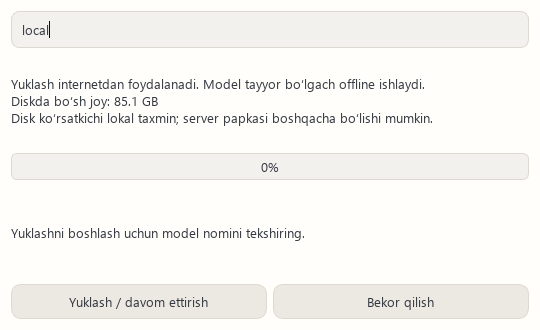 local
Yuklash internetdan foydalanadi. Model tayyor bo‘lgach offline ishlaydi.
Diskda bo‘sh joy: 85.1 GB
Disk ko‘rsatkichi lokal taxmin; server papkasi boshqacha bo‘lishi mumkin.
0%
Yuklashni boshlash uchun model nomini tekshiring.
Yuklash / davom ettirish
Bekor qilish